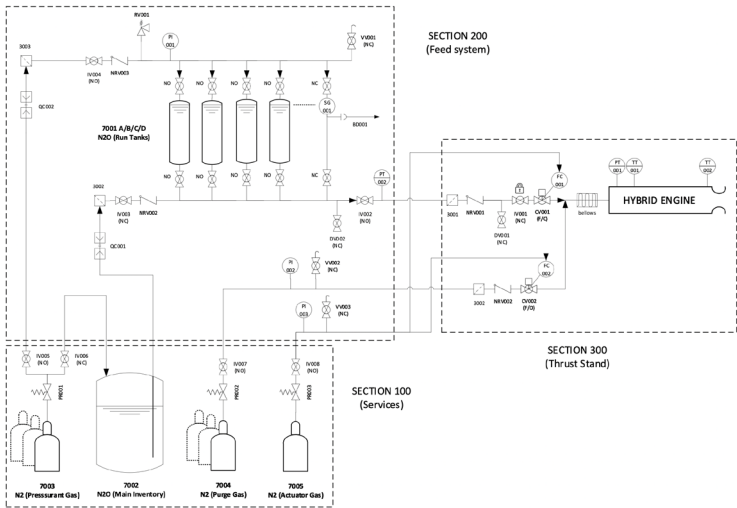 RV001
PI
001
VV001
(NC)
SECTION 200
(Feed system)
3003
IV004
(NO)
NRV003
NO
NO
NO
NO
NC
QC002
7001 A/B/C/D
N2O (Run Tanks)
SG
001
BD001
NO
NO
NO
NO
NC
PT
002
3002
IV003
(NC)
NRV002
DV002
(NC)
IV002
(NO)
QC001
FC
001
PT
001
TT
001
TT
002
3001
NRV001
IV001
(NC)
CV001
(F/C)
DV001
(NC)
bellows
HYBRID ENGINE
PI
002
VV002
(NC)
FC
002
3002
NRV002
CV002
(F/O)
PI
003
VV003
(NC)
SECTION 300
(Thrust Stand)
IV005
(NO)
IV006
(NC)
IV007
(NO)
IV008
(NO)
PR001
PR002
PR003
SECTION 100
(Services)
7003
N2 (Presssurant Gas)
7002
N2O (Main Inventory)
7004
N2 (Purge Gas)
7005
N2 (Actuator Gas)